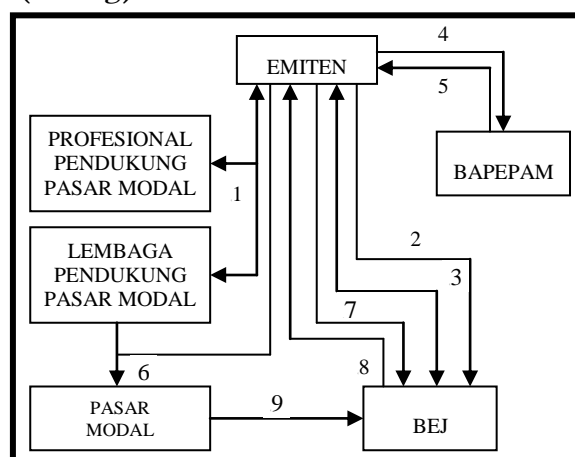 4
EMITEN
5
PROFESIONAL
PENDUKUNG
PASAR MODAL
BAPEPAM
1
2
LEMBAGA
PENDUKUNG
PASAR MODAL
3
7
6
8
PASAR
MODAL
9
BEJ